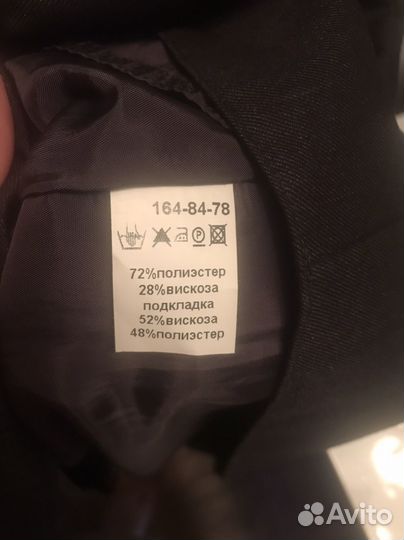 164-84-78
72%полиэстер
28%вискоза
подкладка
52%вискоза
48%полиэстер
Avito